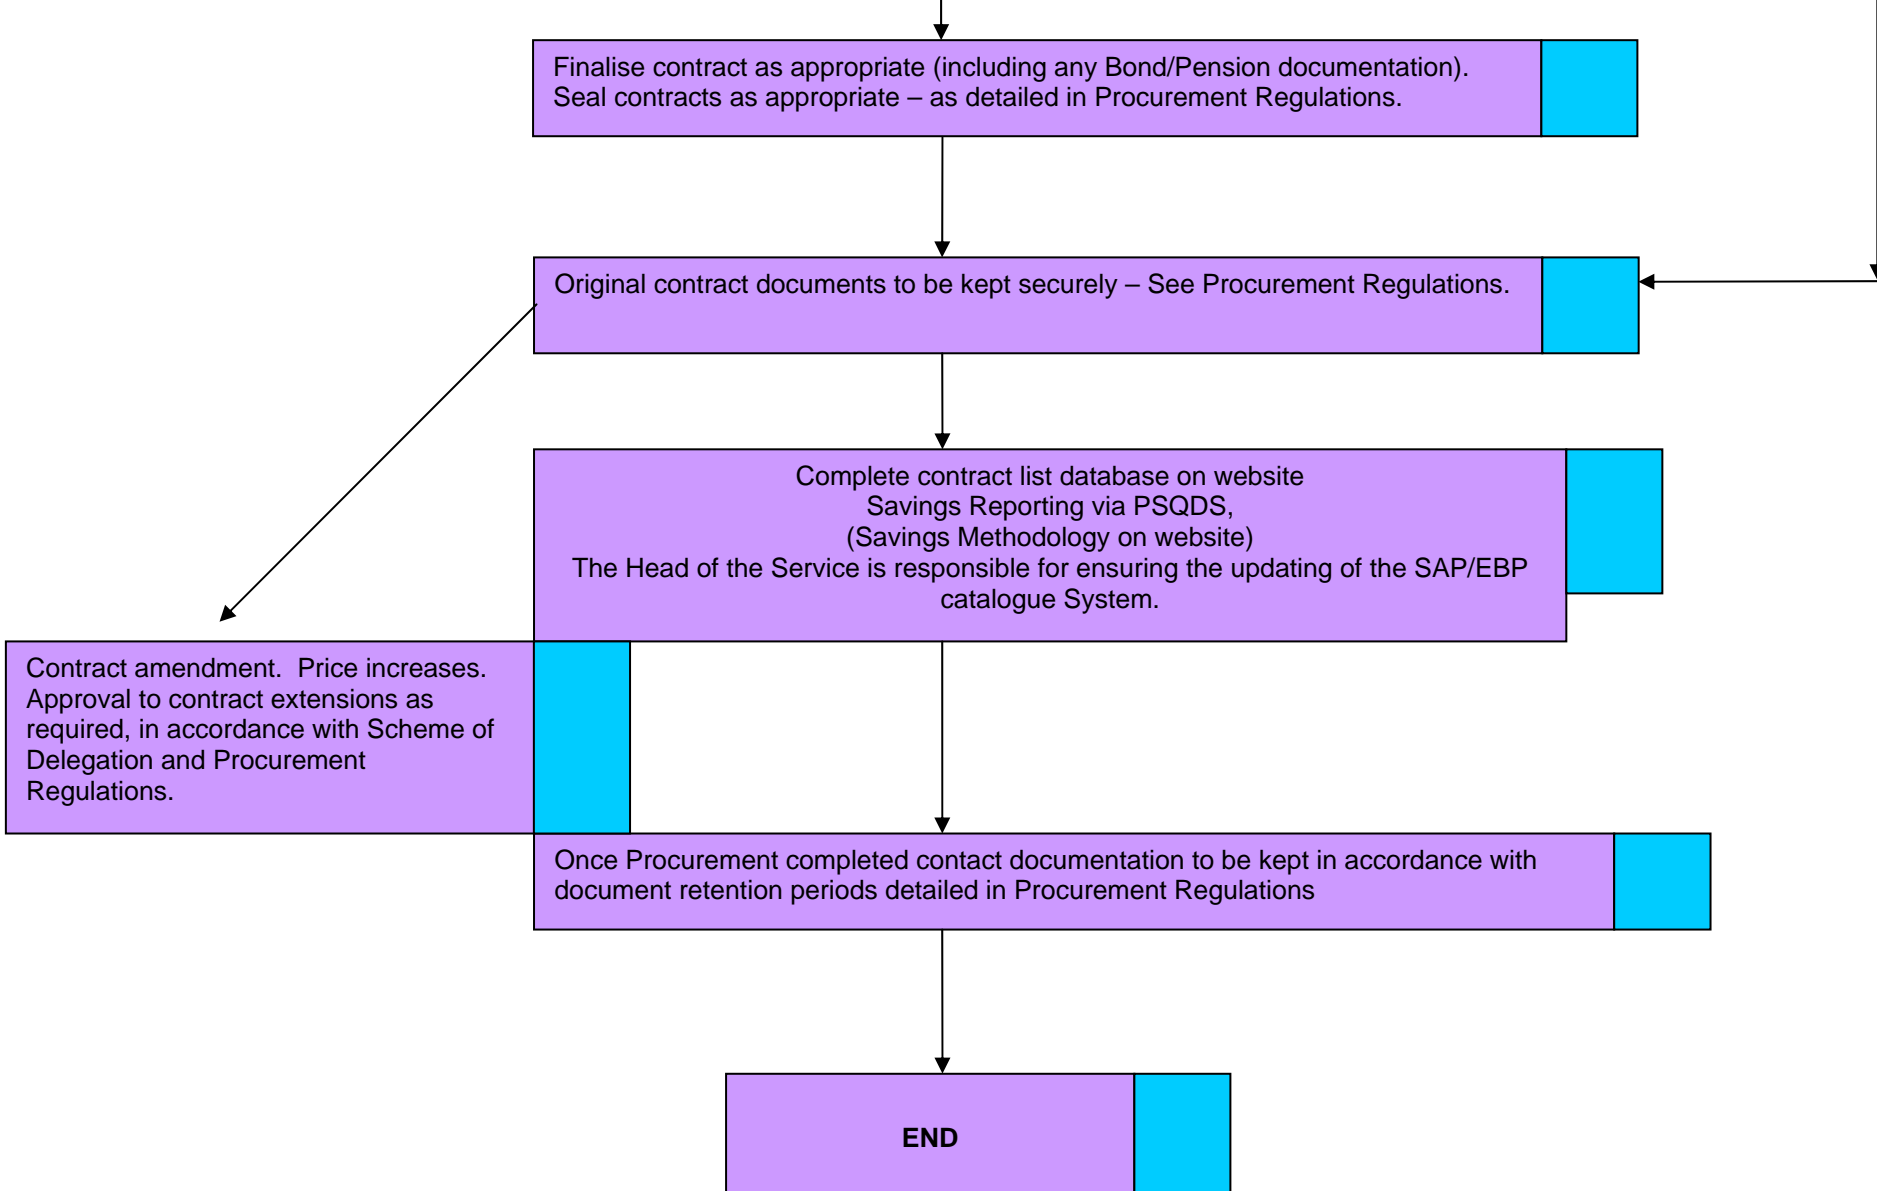 Finalise contract as appropriate (including any Bond/Pension documentation).
Seal contracts as appropriate – as detailed in Procurement Regulations.
Original contract documents to be kept securely – See Procurement Regulations.
Complete contract list database on website
Savings Reporting via PSQDS,
(Savings Methodology on website)
The Head of the Service is responsible for ensuring the updating of the SAP/EBP
catalogue System.
Contract amendment.  Price increases.
Approval to contract extensions as
required, in accordance with Scheme of
Delegation and Procurement
Regulations.
Once Procurement completed contact documentation to be kept in accordance with
document retention periods detailed in Procurement Regulations
END